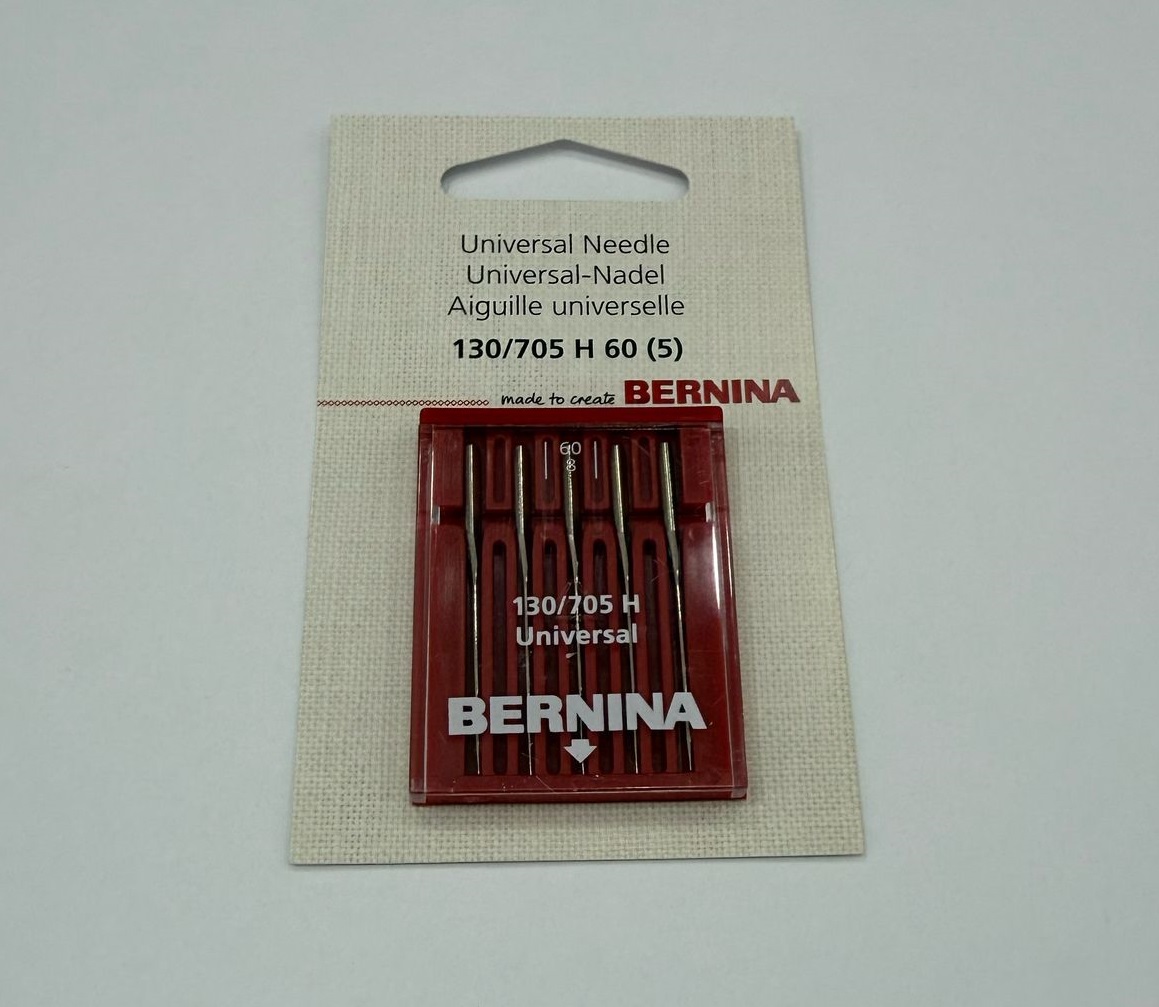 Universal Needle
Universal-Nadel
Aiguille universelle
130/705 H 60 (5)
made to create BERNINA
60
8
130/705 H
Universal
BERNINA